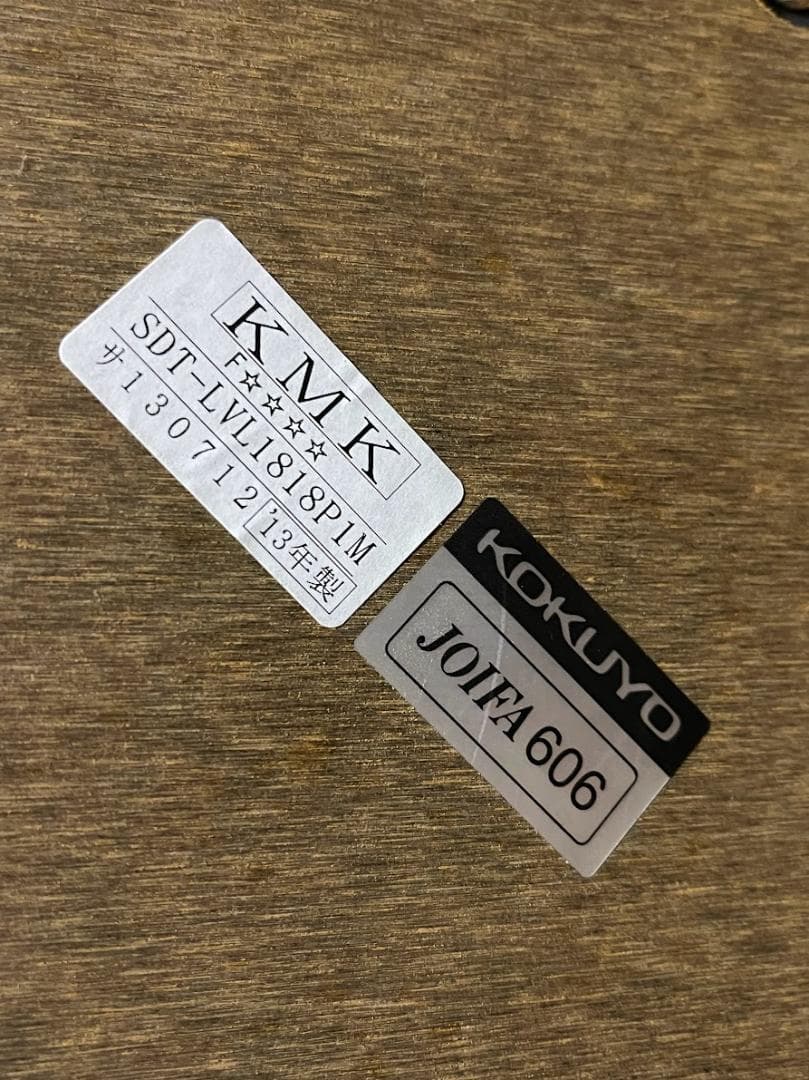 KMK
F☆☆☆☆
SDT-LVL1818P1M
サ130712 '13年製
KOKUYO
JOIFA 606